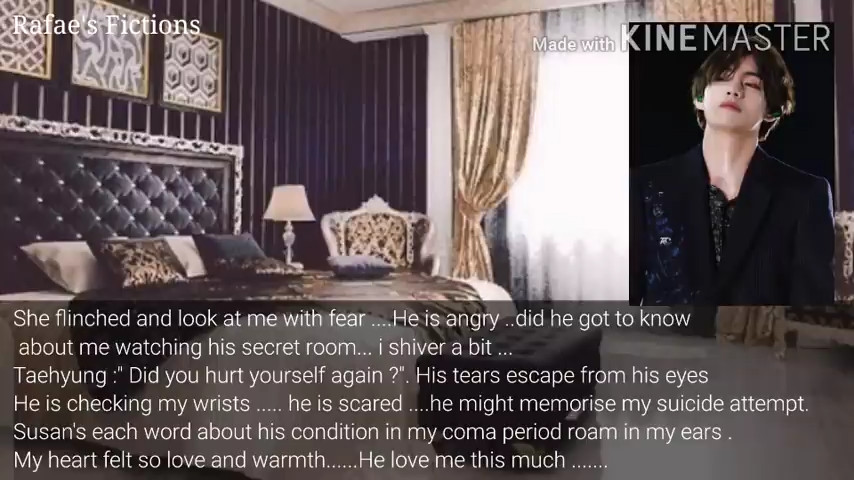 Rafae's Fictions
Made with KINEMASTER
She flinched and look at me with fear ....He is angry ..did he got to know
about me watching his secret room... i shiver a bit ...
Taehyung :" Did you hurt yourself again ?". His tears escape from his eyes
He is checking my wrists ..... he is scared ....he might memorise my suicide attempt.
Susan's each word about his condition in my coma period roam in my ears .
My heart felt so love and warmth......He love me this much .......